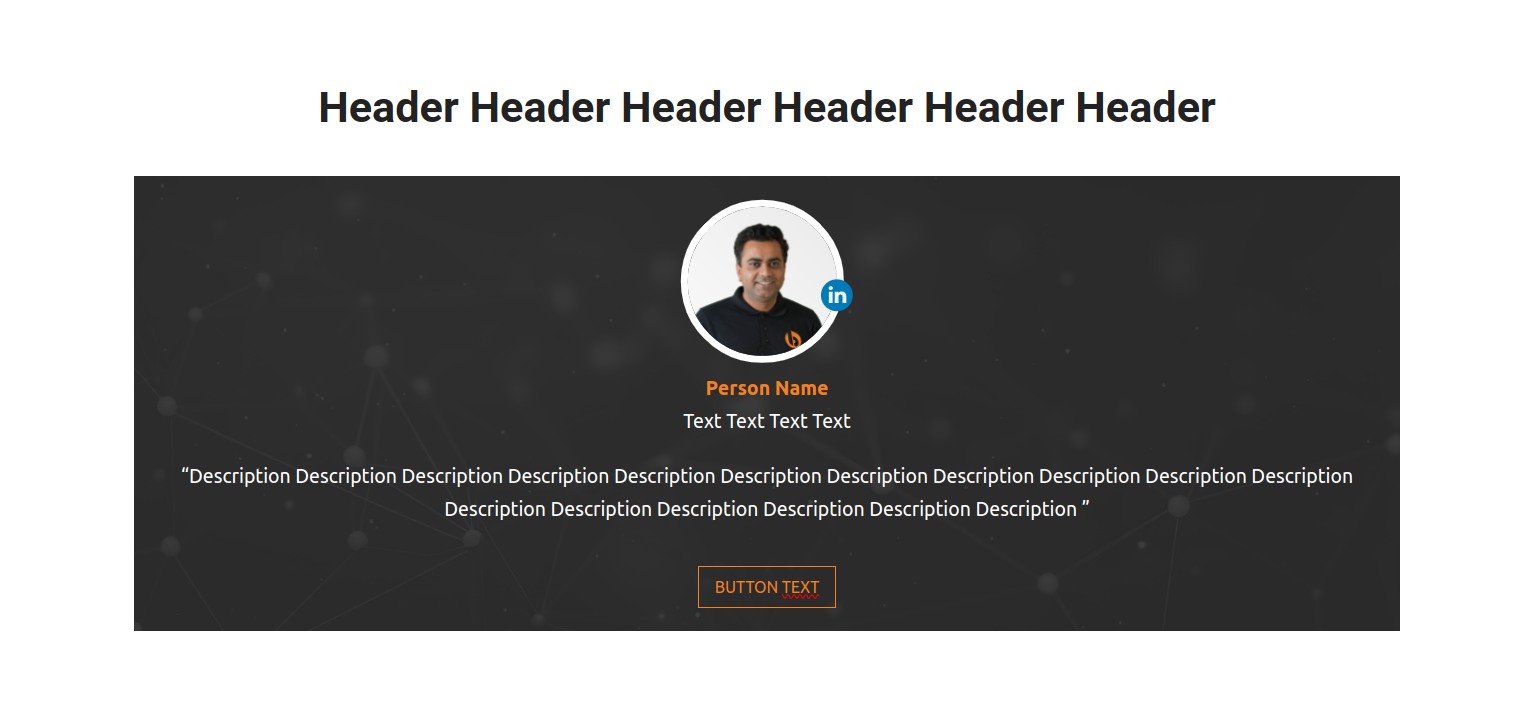 Header Header Header Header Header Header
in
Person Name
Text Text Text Text
“Description Description Description Description Description Description Description Description Description Description Description
Description Description Description Description Description Description ”
BUTTON TEXT